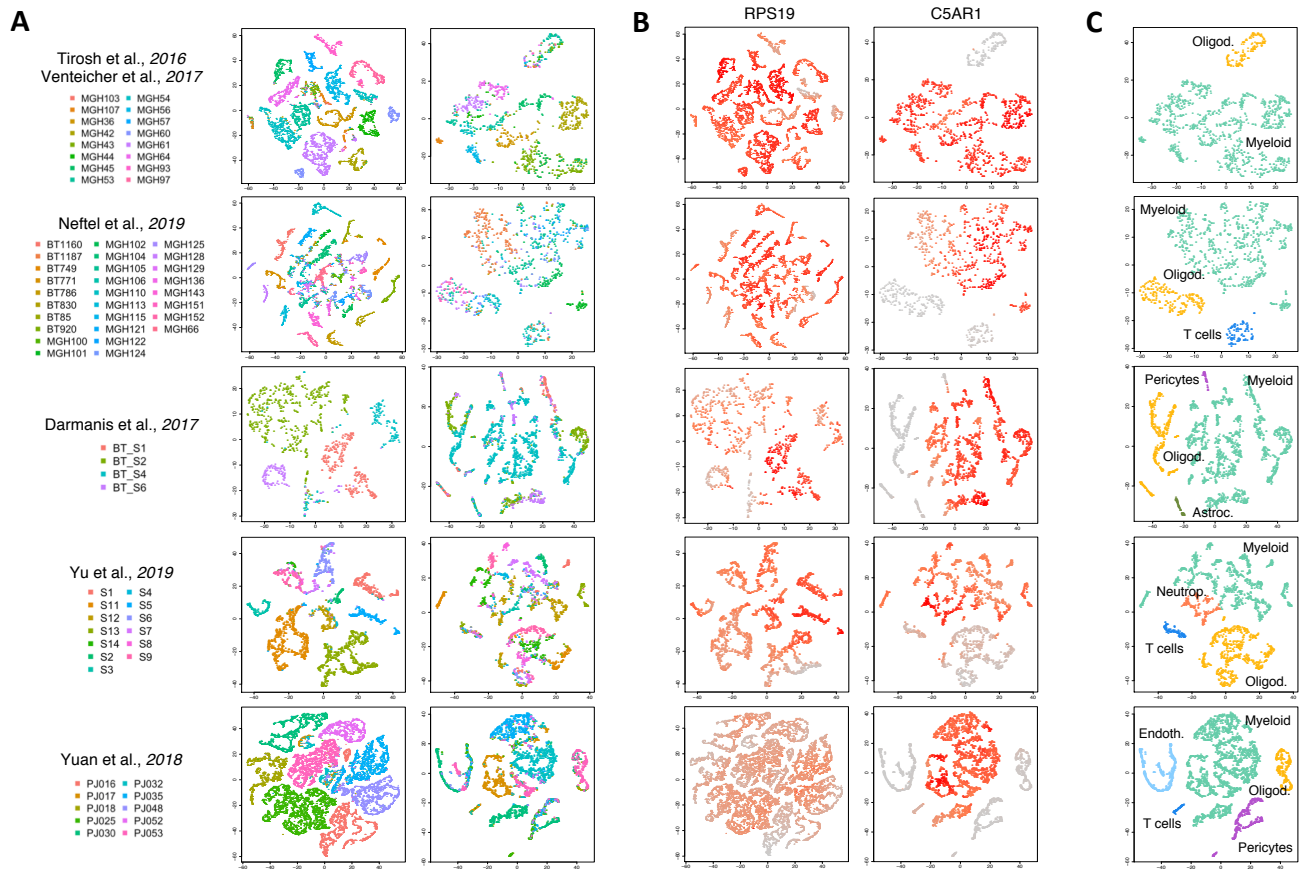 A
B
C
RPS19
C5AR1
Tirosh et al., 2016
Venteicher et al., 2017
MGH103 MGH54
MGH107 MGH56
MGH36 MGH57
MGH42 MGH60
MGH43 MGH61
MGH44 MGH64
MGH45 MGH93
MGH53 MGH97
Oligod.
Myeloid
Neftel et al., 2019
BT1160 MGH102 MGH125
BT1187 MGH104 MGH128
BT749 MGH105 MGH129
BT771 MGH106 MGH136
BT786 MGH110 MGH143
BT830 MGH113 MGH151
BT85 MGH115 MGH152
BT920 MGH121 MGH66
MGH100 MGH122
MGH101 MGH124
Myeloid
Oligod.
T cells
Darmanis et al., 2017
BT_S1
BT_S2
BT_S4
BT_S6
Pericytes Myeloid
Oligod.
Astroc.
Yu et al., 2019
S1 S4
S11 S5
S12 S6
S13 S7
S14 S8
S2 S9
S3
Myeloid
Neutrop.
T cells
Oligod.
Yuan et al., 2018
PJ016 PJ032
PJ017 PJ035
PJ018 PJ048
PJ025 PJ052
PJ030 PJ053
Myeloid
Endoth.
Oligod.
T cells
Pericytes